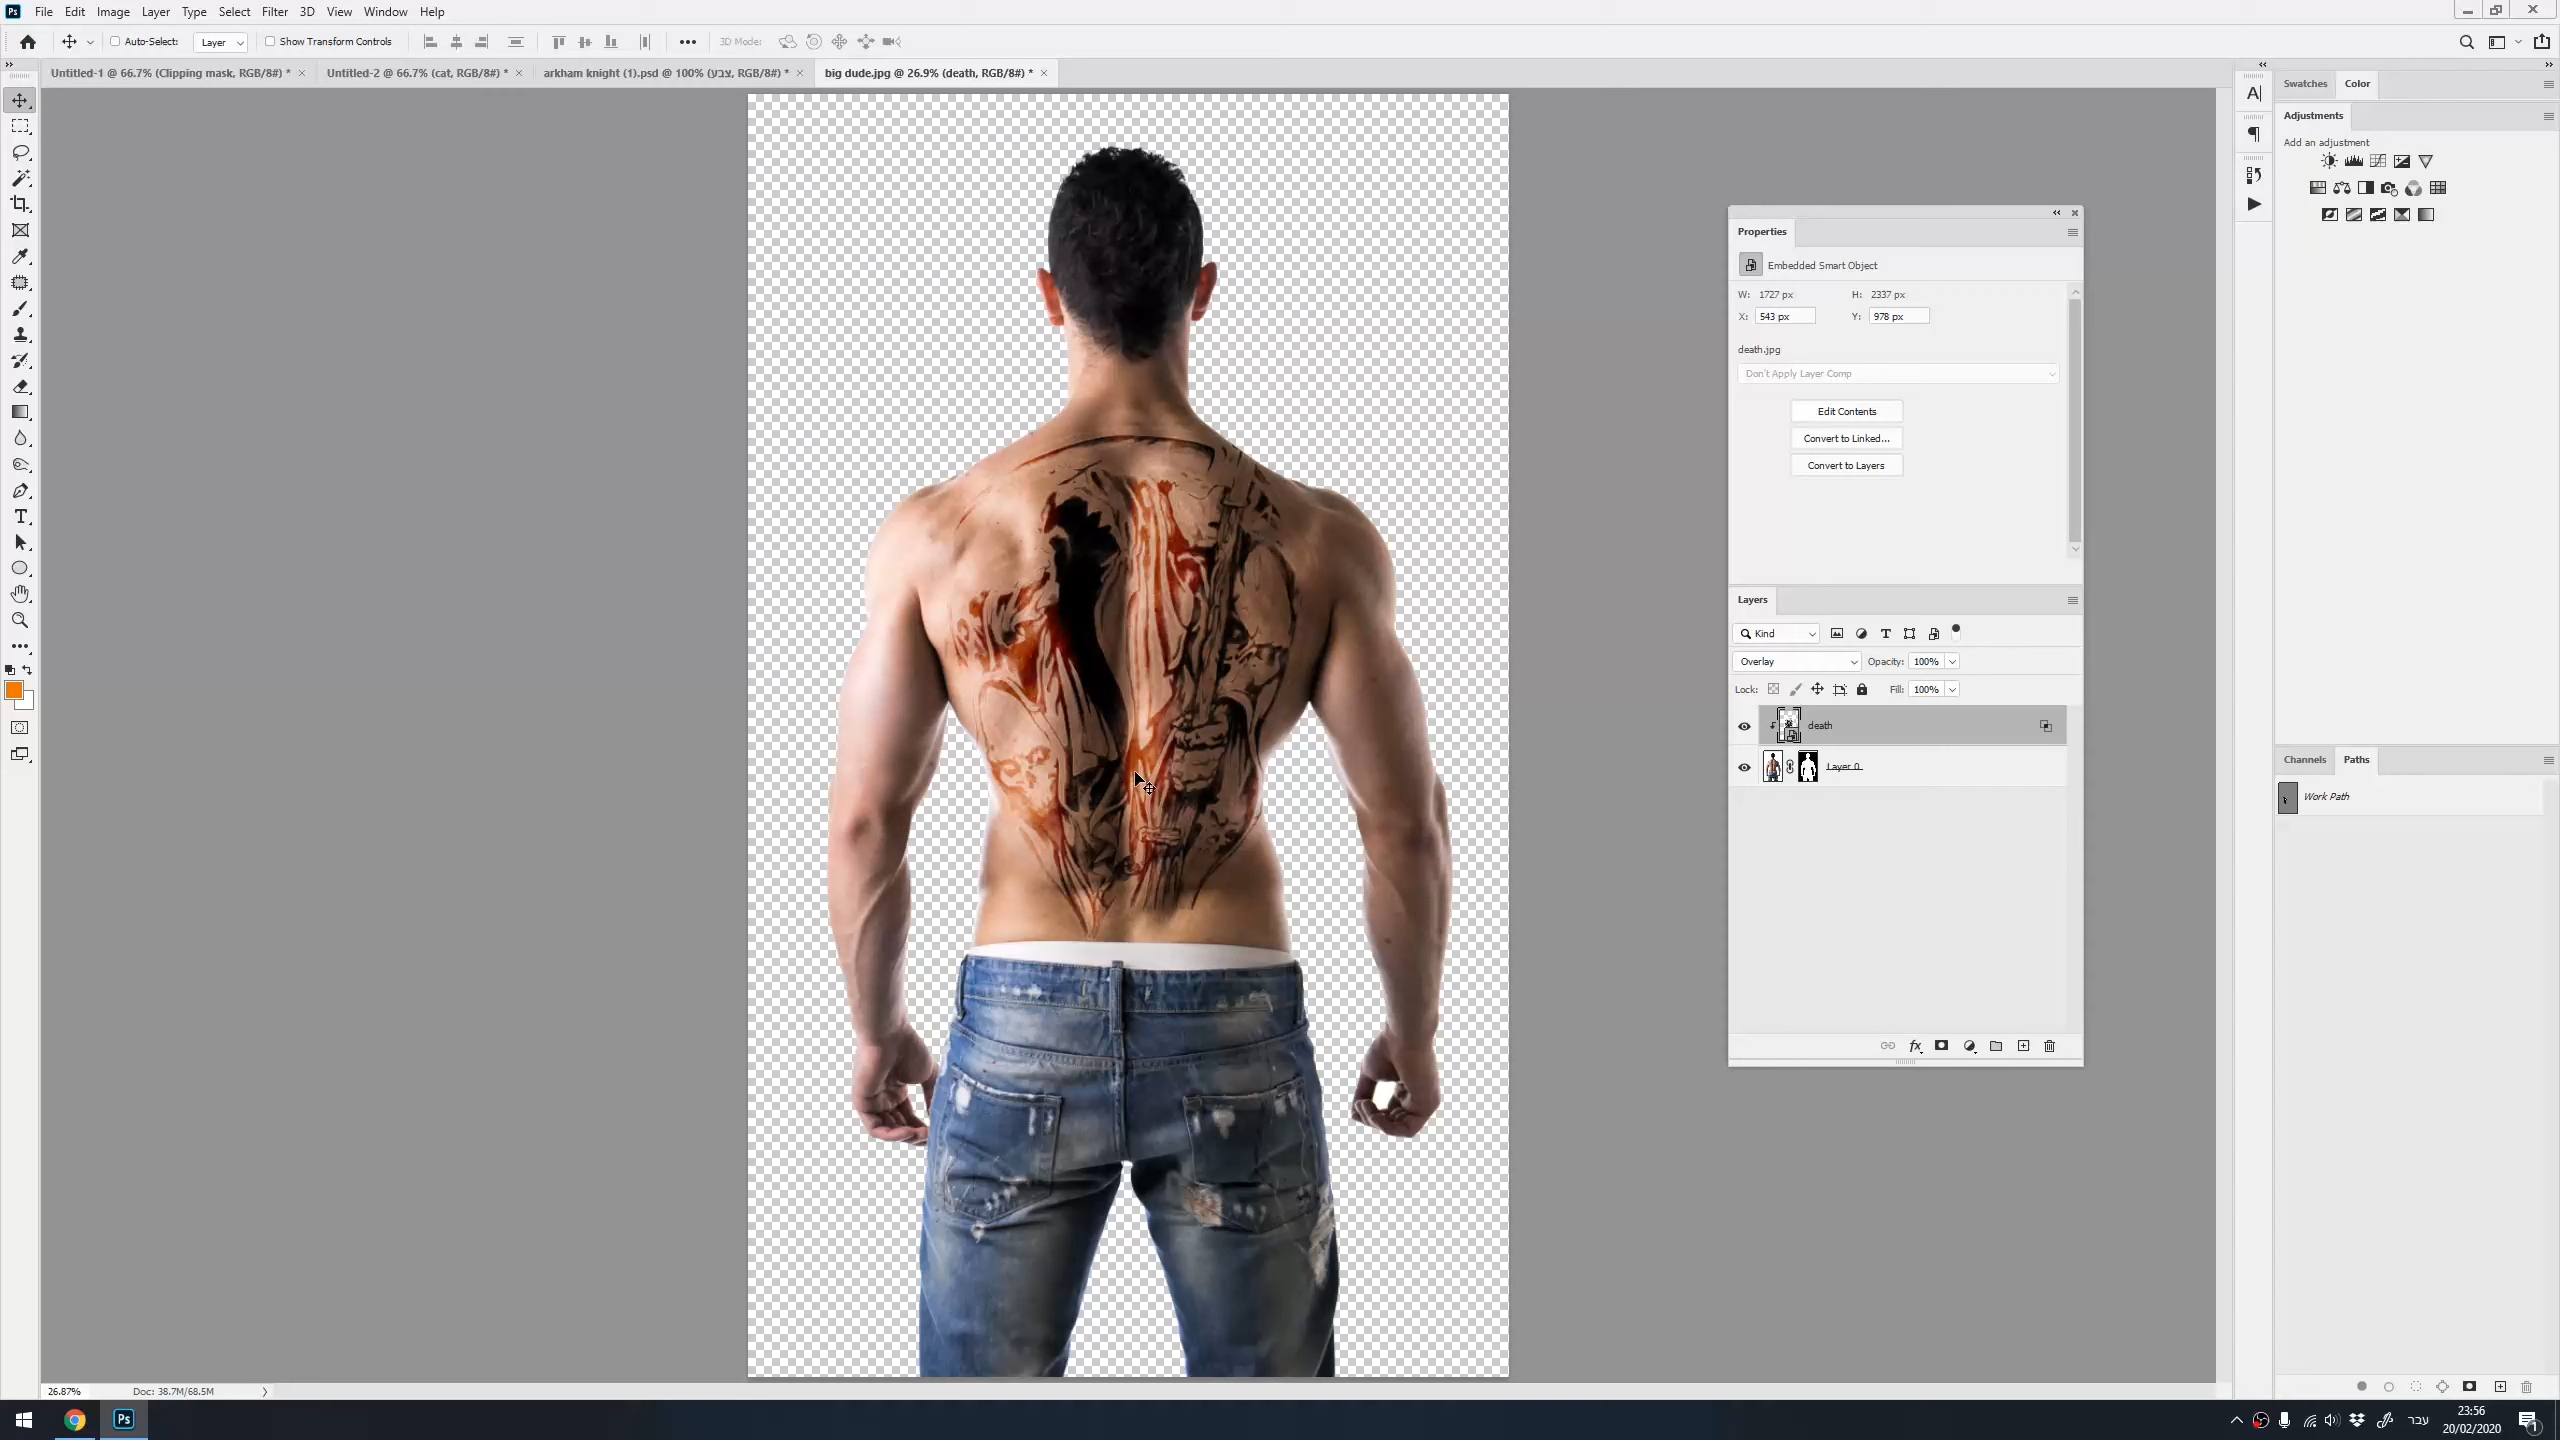 Ps File Edit Image Layer Type Select Filter 3D View Window Help
Auto-Select: Layer Show Transform Controls 3D Mode:
Untitled-1 @ 66.7% (Clipping mask, RGB/8#) * Untitled-2 @ 66.7% (cat, RGB/8#) * arkham knight (1).psd @ 100% (צבע, RGB/8#) * big dude.jpg @ 26.9% (death, RGB/8#) *
Swatches Color
Adjustments
Add an adjustment
Properties
Embedded Smart Object
W: 1727 px H: 2337 px
X: 543 px Y: 978 px
death.jpg
Don't Apply Layer Comp
Edit Contents
Convert to Linked...
Convert to Layers
Layers
Kind
Overlay Opacity: 100%
Lock: Fill: 100%
death
Layer 0
Channels Paths
Work Path
26.87% Doc: 38.7M/68.5M
Ps
עבר
23:56
20/02/2020
1